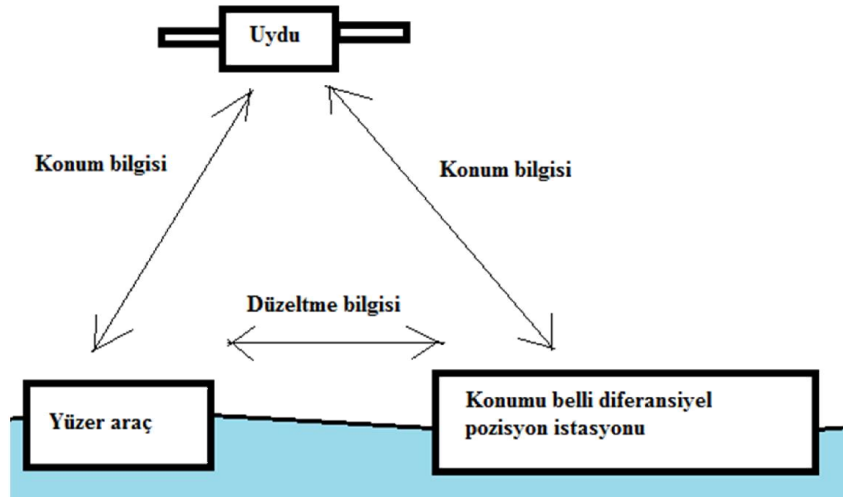 Uydu
Konum bilgisi
Konum bilgisi
Düzeltme bilgisi
Yüzer araç
Konumu belli diferansiyel
pozisyon istasyonu